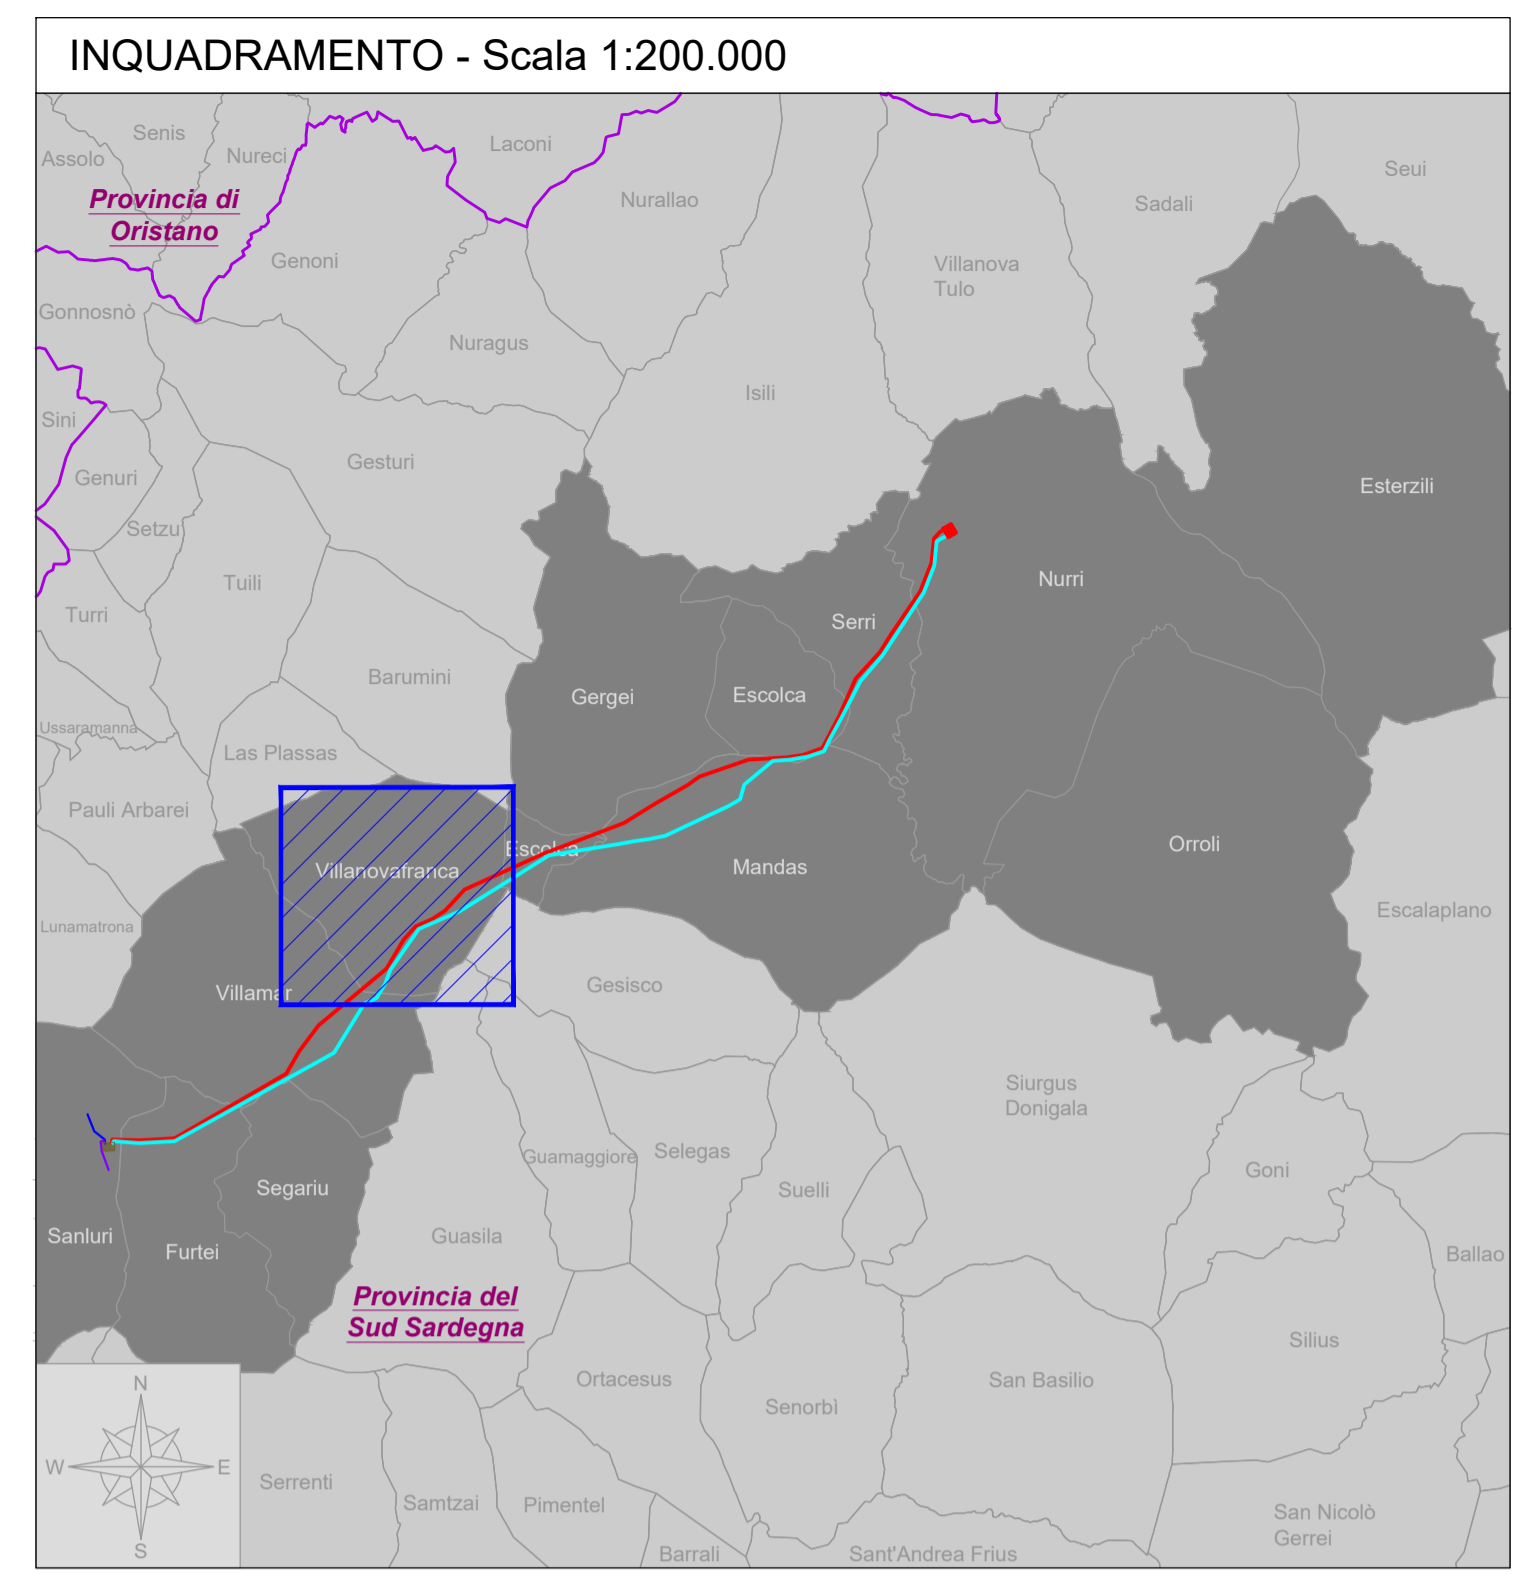 INQUADRAMENTO - Scala 1:200.000
Senis
Laconi
Assolo
Nureci
Seui
Provincia di
Oristano
Nurallao
Sadali
Genoni
Villanova
Tulo
Gonnosnò
Nuragus
Isili
Sini
Gesturi
Genuri
Esterzili
Setzu
Tuili
Nurri
Turri
Serri
Barumini
Gergei
Escolca
Ussaramanna
Las Plassas
Pauli Arbarei
Escolca
Orroli
Villanovafranca
Mandas
Escalaplano
Lunamatrona
Gesisco
Villamar
Siurgus
Donigala
Guamaggiore
Selegas
Goni
Segariu
Suelli
Sanluri
Furtei
Guasila
Ballao
Provincia del
Sud Sardegna
Silius
Ortacesus
San Basilio
N
Senorbì
W
E
Serrenti
Samtzai
Pimentel
San Nicolò
Gerrei
S
Barrali
Sant'Andrea Frius